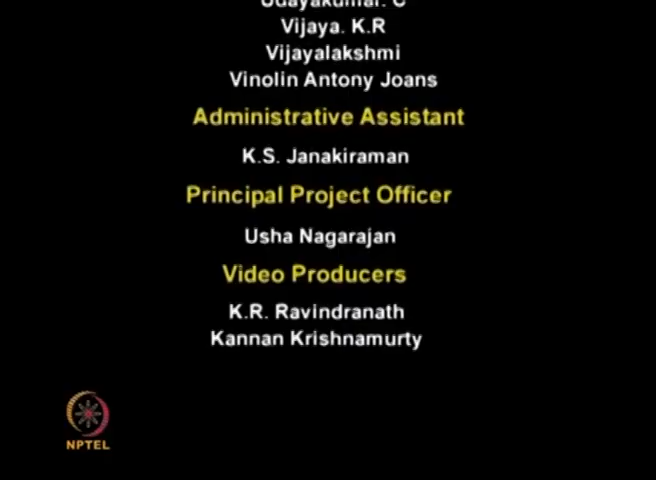 Udayakumar. C
Vijaya. K.R
Vijayalakshmi
Vinolin Antony Joans
Administrative Assistant
K.S. Janakiraman
Principal Project Officer
Usha Nagarajan
Video Producers
K.R. Ravindranath
Kannan Krishnamurty
NPTEL